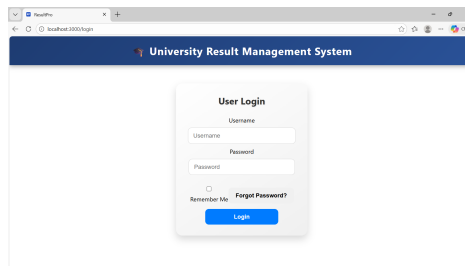 ResultPro
localhost:3000/login
University Result Management System
User Login
Username
Username
Password
Password
Remember Me Forgot Password?
Login